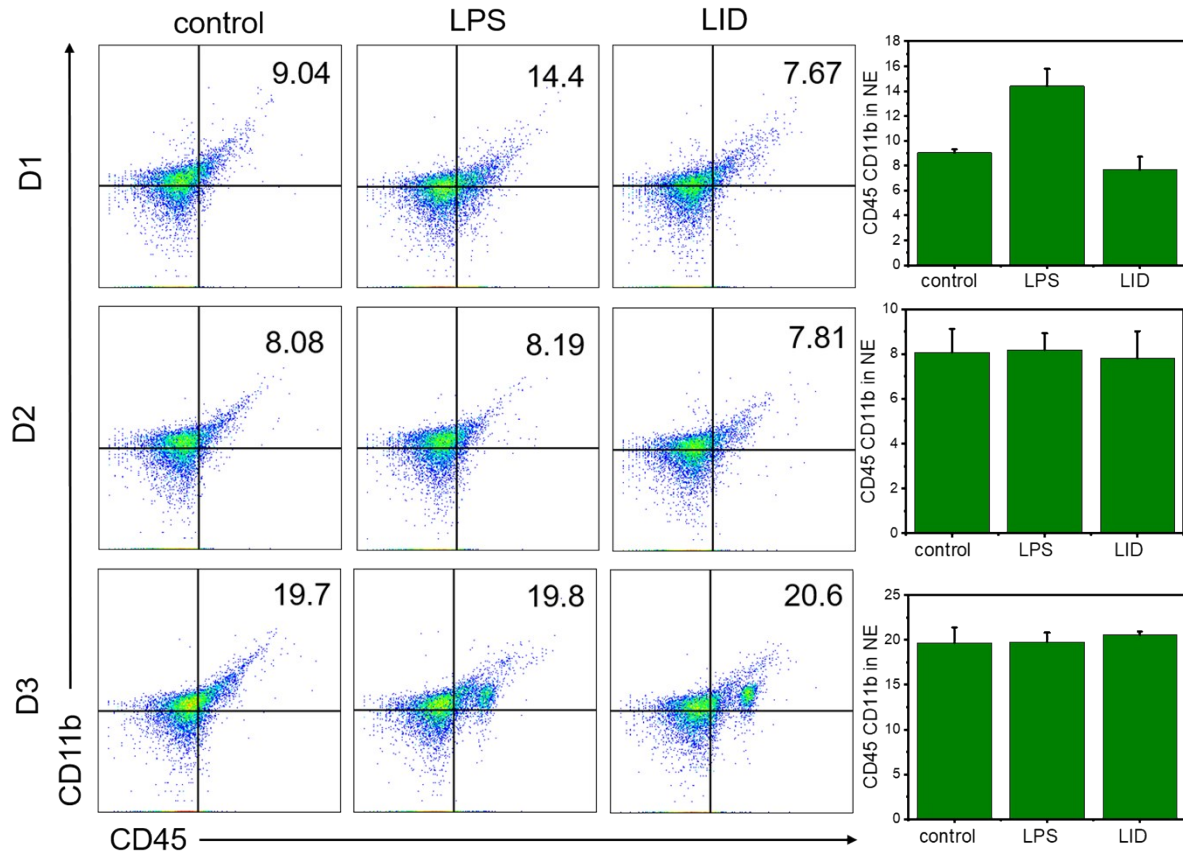 control LPS LID
D1
9.04
14.4
7.67
CD45 CD11b in NE
18
16
14
12
10
8
6
4
2
0
control LPS LID
D2
8.08
8.19
7.81
CD45 CD11b in NE
10
8
6
4
2
0
control LPS LID
D3
19.7
19.8
20.6
CD45 CD11b in NE
25
20
15
10
5
0
control LPS LID
CD11b
CD45